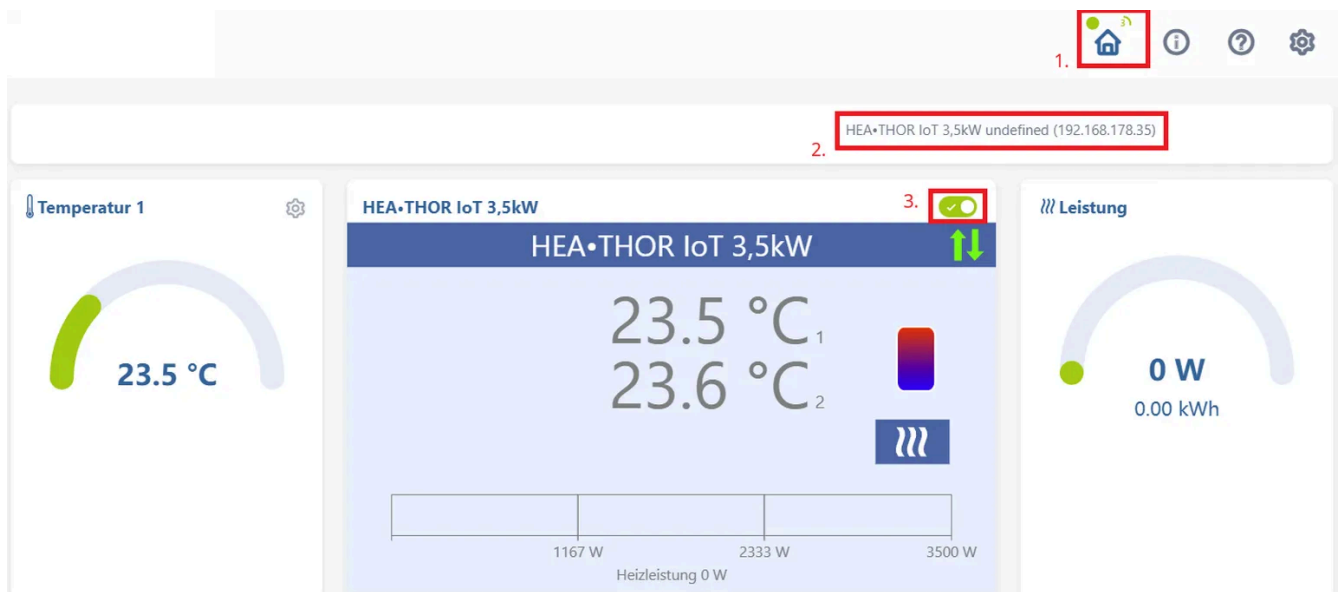 1.
2.
HEA•THOR IoT 3,5kW undefined (192.168.178.35)
Temperatur 1
HEA•THOR IoT 3,5kW
3.
Leistung
HEA•THOR IoT 3,5kW
23.5 °C 1
23.6 °C 2
23.5 °C
0 W
0.00 kWh
1167 W
2333 W
3500 W
Heizleistung 0 W